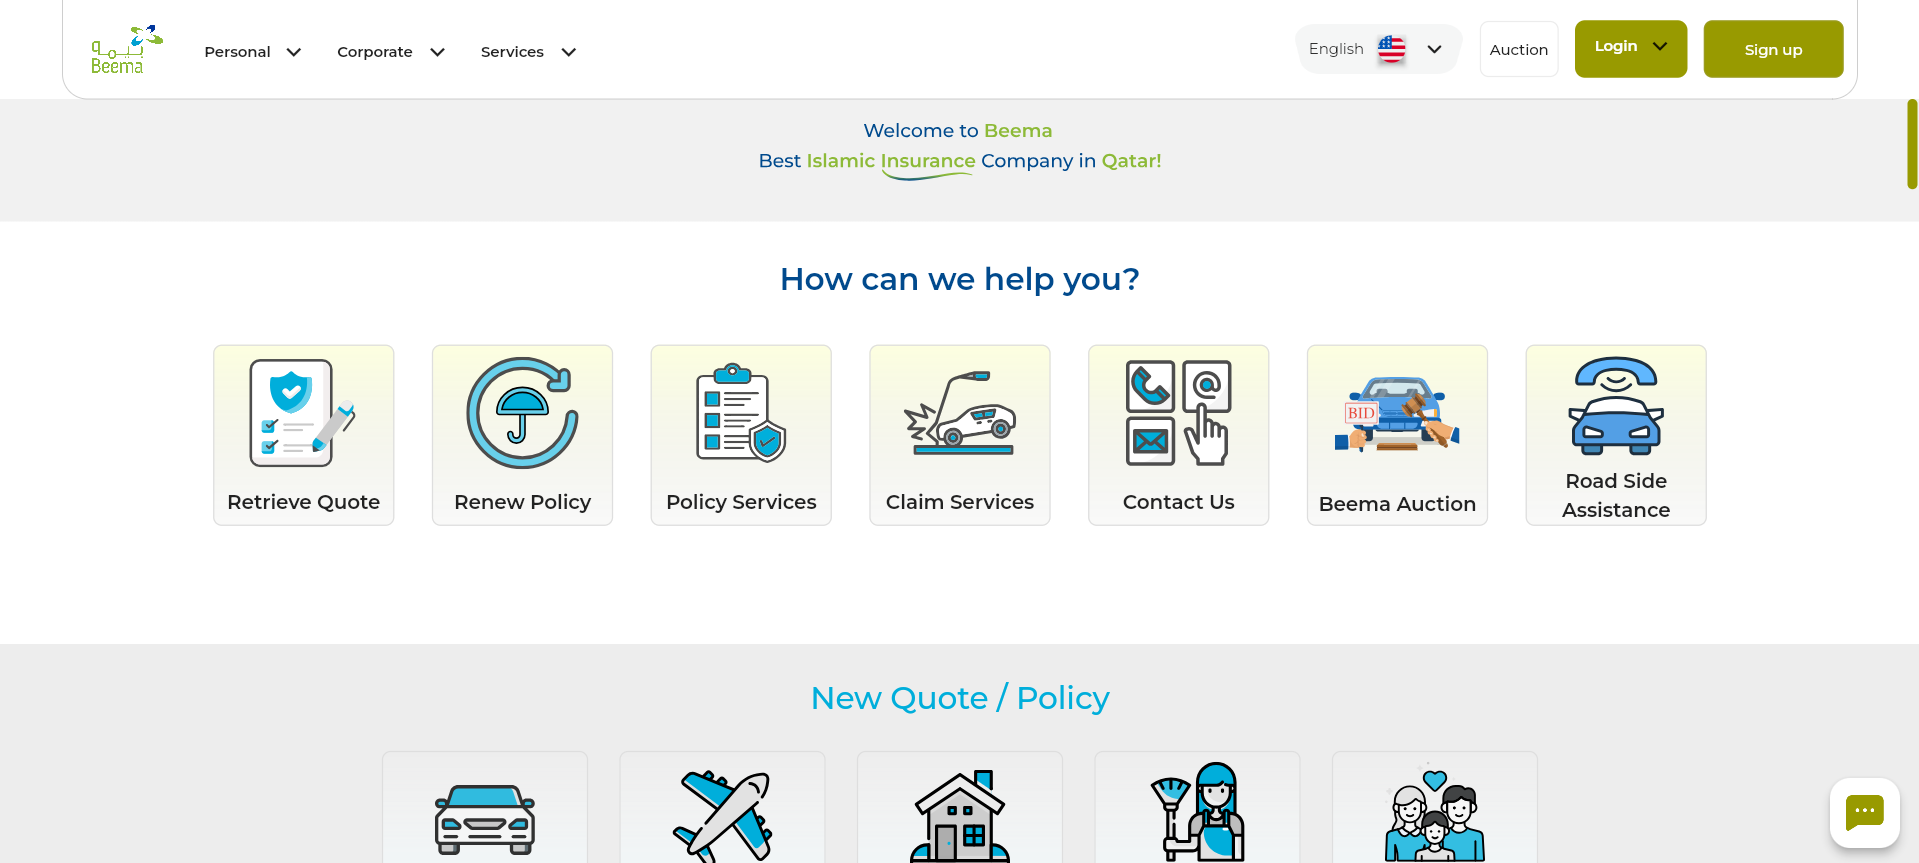 بيمه
Beema
Personal
Corporate
Services
English
Auction
Login
Sign up
Welcome to Beema
Best Islamic Insurance Company in Qatar!
How can we help you?
Retrieve Quote
Renew Policy
Policy Services
Claim Services
Contact Us
BID
Beema Auction
Road Side
Assistance
New Quote / Policy